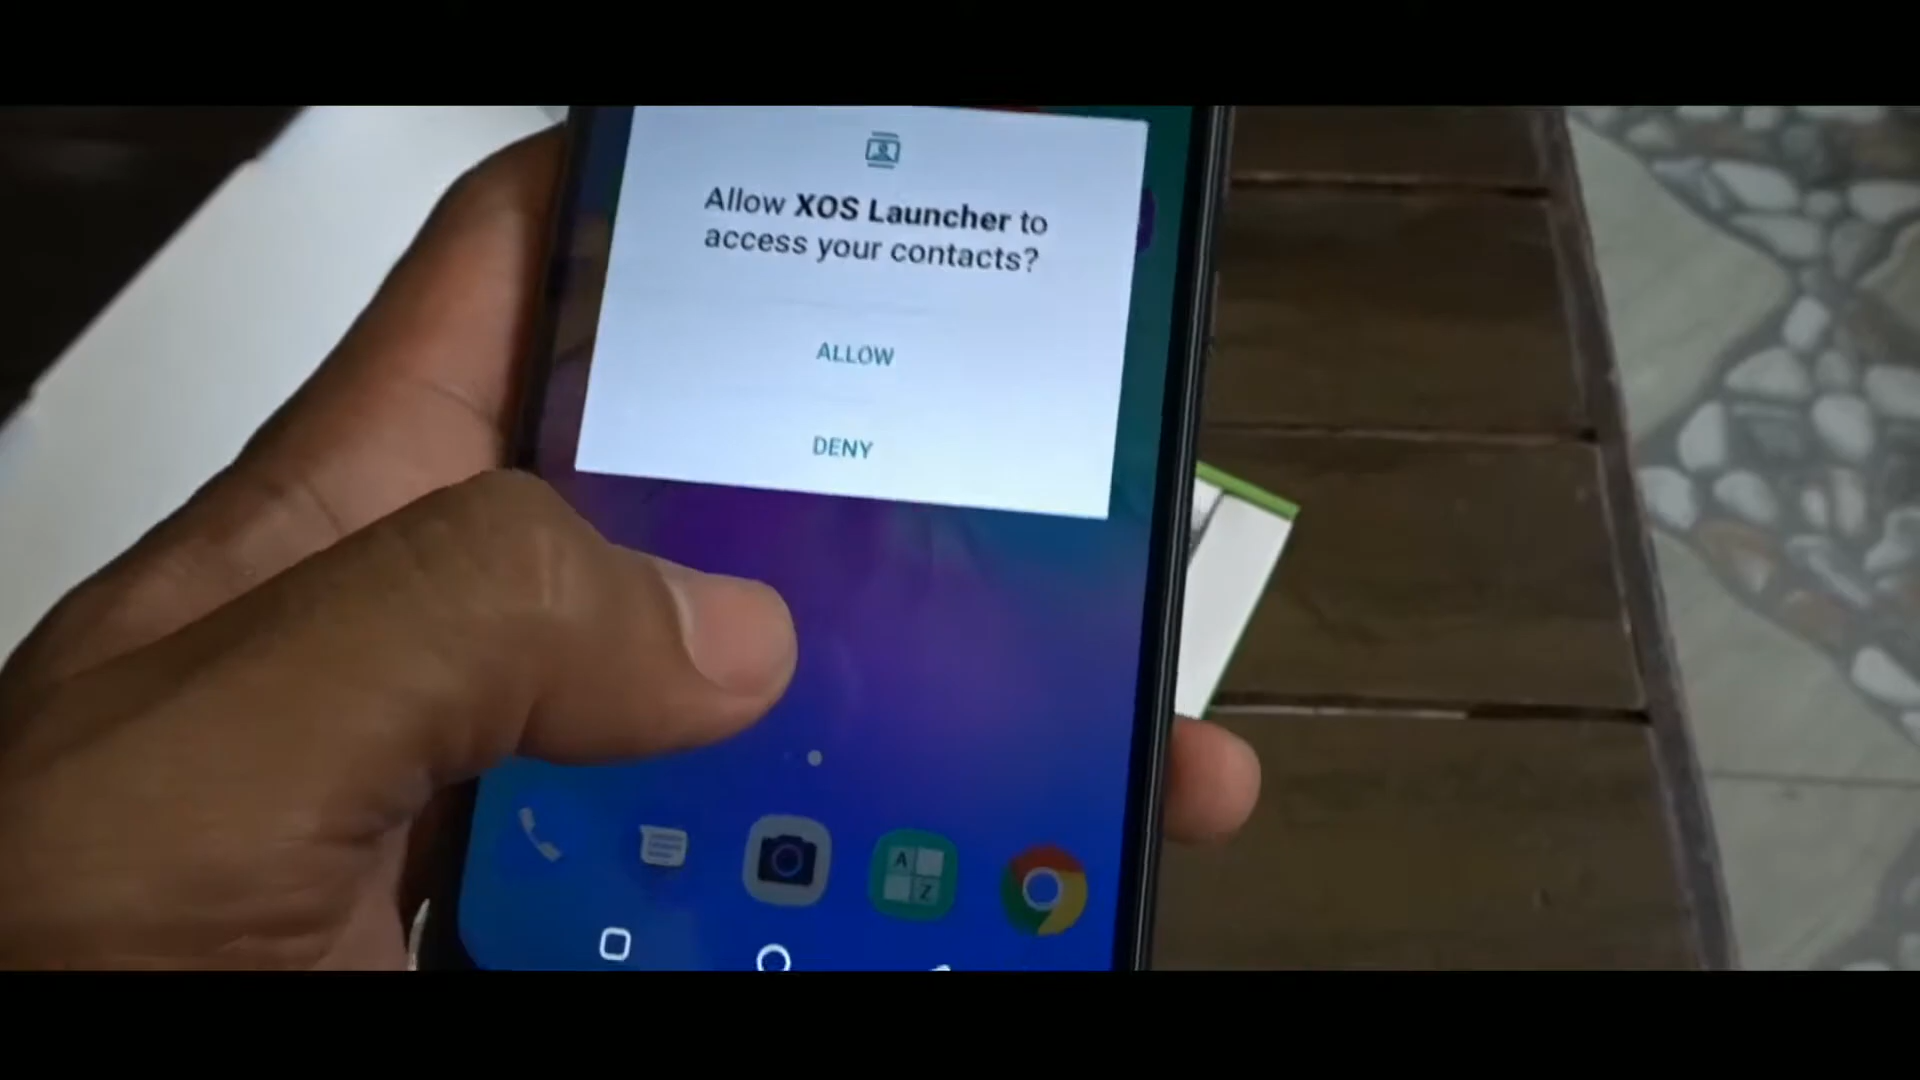 Allow XOS Launcher to
access your contacts?
ALLOW
DENY
A
Z